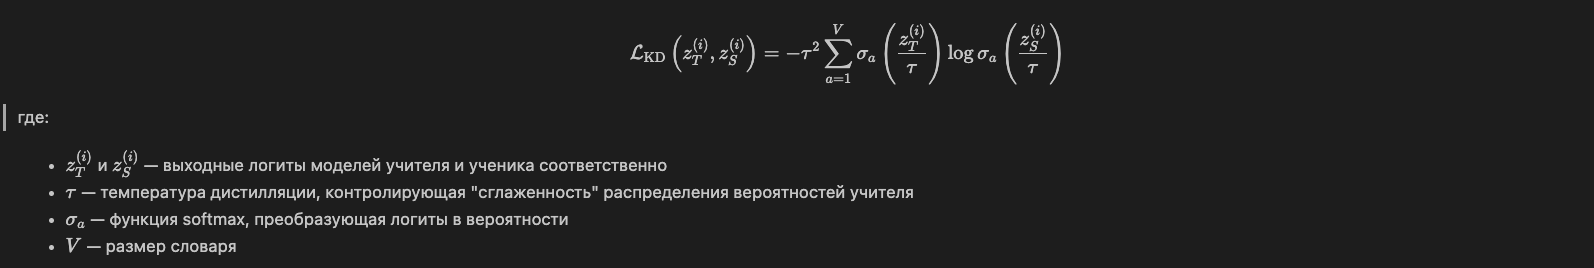 $$\mathcal{L}_{\mathrm{KD}}\left(z_T^{(i)}, z_S^{(i)}\right) = -\tau^2 \sum_{a=1}^{V} \sigma_a\left(\frac{z_T^{(i)}}{\tau}\right) \log \sigma_a\left(\frac{z_S^{(i)}}{\tau}\right)$$
где:
• $z_T^{(i)}$ и $z_S^{(i)}$ — выходные логиты моделей учителя и ученика соответственно
• $\tau$ — температура дистилляции, контролирующая "сглаженность" распределения вероятностей учителя
• $\sigma_a$ — функция softmax, преобразующая логиты в вероятности
• $V$ — размер словаря